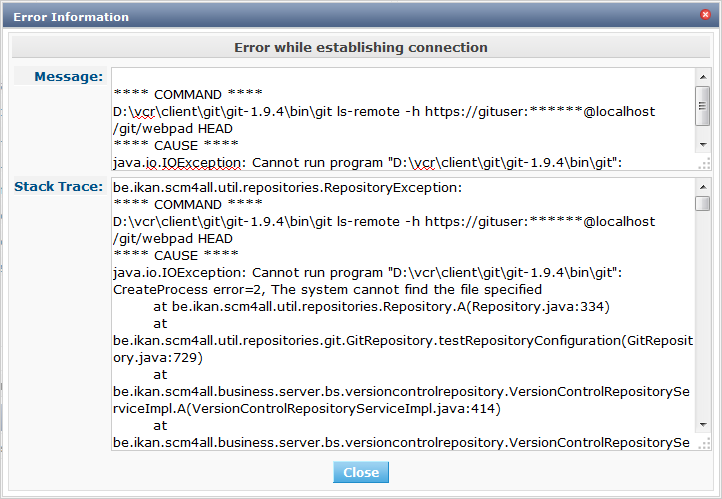 Error Information
Error while establishing connection
Message:
**** COMMAND ****
D:\vcr\client\git\git-1.9.4\bin\git ls-remote -h https://gituser:******@localhost
/git/webpad HEAD
**** CAUSE ****
java.io.IOException: Cannot run program "D:\vcr\client\git\git-1.9.4\bin\git":
Stack Trace:
be.ikan.scm4all.util.repositories.RepositoryException:
**** COMMAND ****
D:\vcr\client\git\git-1.9.4\bin\git ls-remote -h https://gituser:******@localhost
/git/webpad HEAD
**** CAUSE ****
java.io.IOException: Cannot run program "D:\vcr\client\git\git-1.9.4\bin\git":
CreateProcess error=2, The system cannot find the file specified
at be.ikan.scm4all.util.repositories.Repository.A(Repository.java:334)
at
be.ikan.scm4all.util.repositories.git.GitRepository.testRepositoryConfiguration(GitReposit
ory.java:729)
at
be.ikan.scm4all.business.server.bs.versioncontrolrepository.VersionControlRepositorySe
rviceImpl.A(VersionControlRepositoryServiceImpl.java:414)
at
be.ikan.scm4all.business.server.bs.versioncontrolrepository.VersionControlRepositorySe
Close